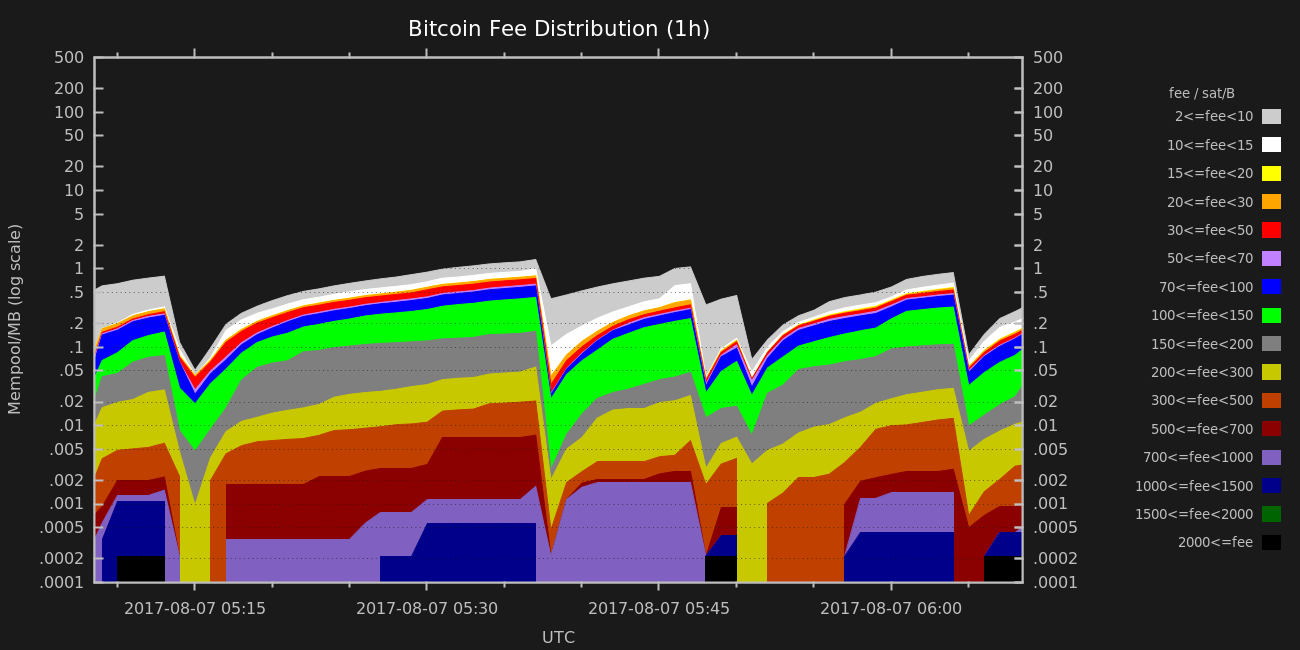 Bitcoin Fee Distribution (1h)
Mempool/MB (log scale)
500
200
100
50
20
10
5
2
1
.5
.2
.1
.05
.02
.01
.005
.002
.001
.0005
.0002
.0001
500
200
100
50
20
10
5
2
1
.5
.2
.1
.05
.02
.01
.005
.002
.001
.0005
.0002
.0001
2017-08-07 05:15 2017-08-07 05:30 2017-08-07 05:45 2017-08-07 06:00
UTC
fee / sat/B
2<=fee<10
10<=fee<15
15<=fee<20
20<=fee<30
30<=fee<50
50<=fee<70
70<=fee<100
100<=fee<150
150<=fee<200
200<=fee<300
300<=fee<500
500<=fee<700
700<=fee<1000
1000<=fee<1500
1500<=fee<2000
2000<=fee